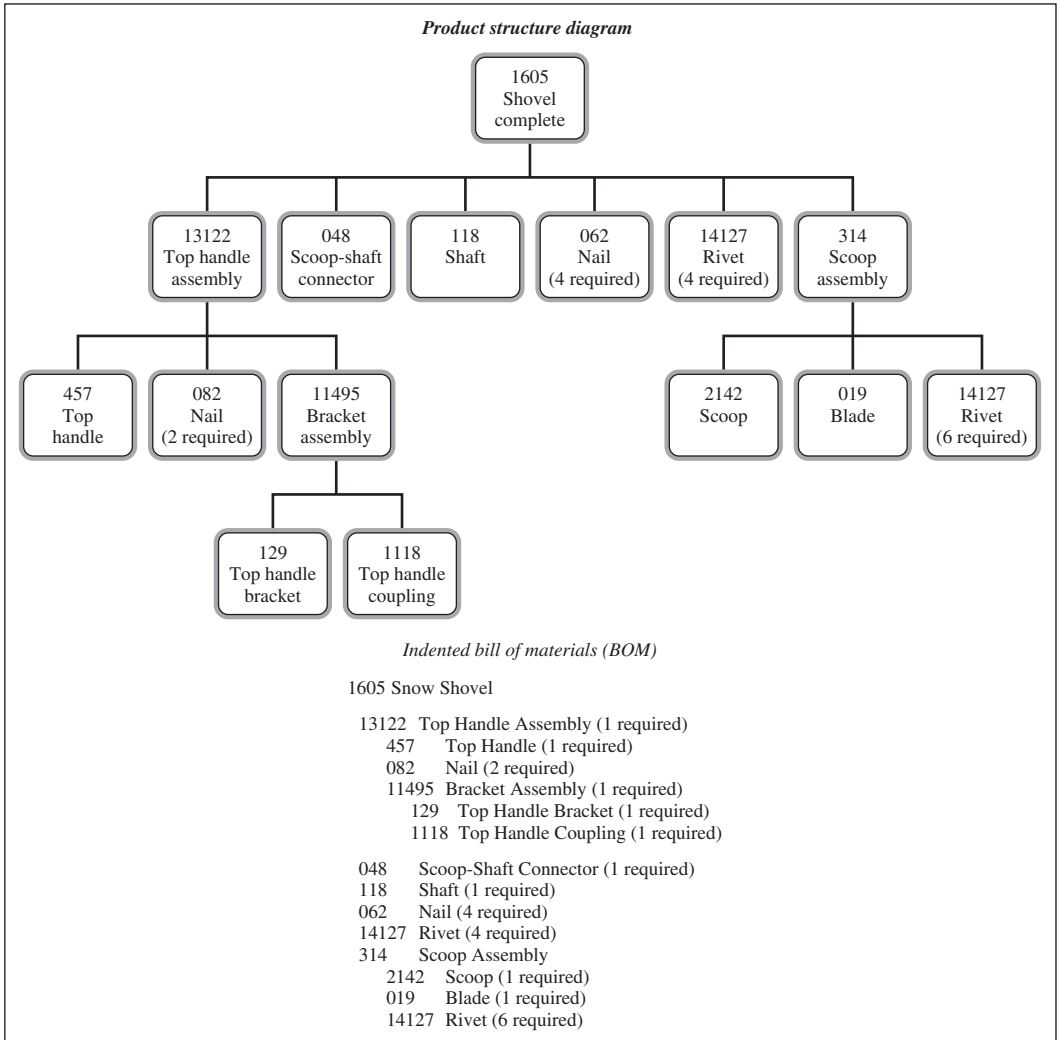 Product structure diagram
1605
Shovel
complete
13122
Top handle
assembly
048
Scoop-shaft
connector
118
Shaft
062
Nail
(4 required)
14127
Rivet
(4 required)
314
Scoop
assembly
457
Top
handle
082
Nail
(2 required)
11495
Bracket
assembly
2142
Scoop
019
Blade
14127
Rivet
(6 required)
129
Top handle
bracket
1118
Top handle
coupling
Indented bill of materials (BOM)
1605 Snow Shovel
13122 Top Handle Assembly (1 required)
457 Top Handle (1 required)
082 Nail (2 required)
11495 Bracket Assembly (1 required)
129 Top Handle Bracket (1 required)
1118 Top Handle Coupling (1 required)
048 Scoop-Shaft Connector (1 required)
118 Shaft (1 required)
062 Nail (4 required)
14127 Rivet (4 required)
314 Scoop Assembly
2142 Scoop (1 required)
019 Blade (1 required)
14127 Rivet (6 required)